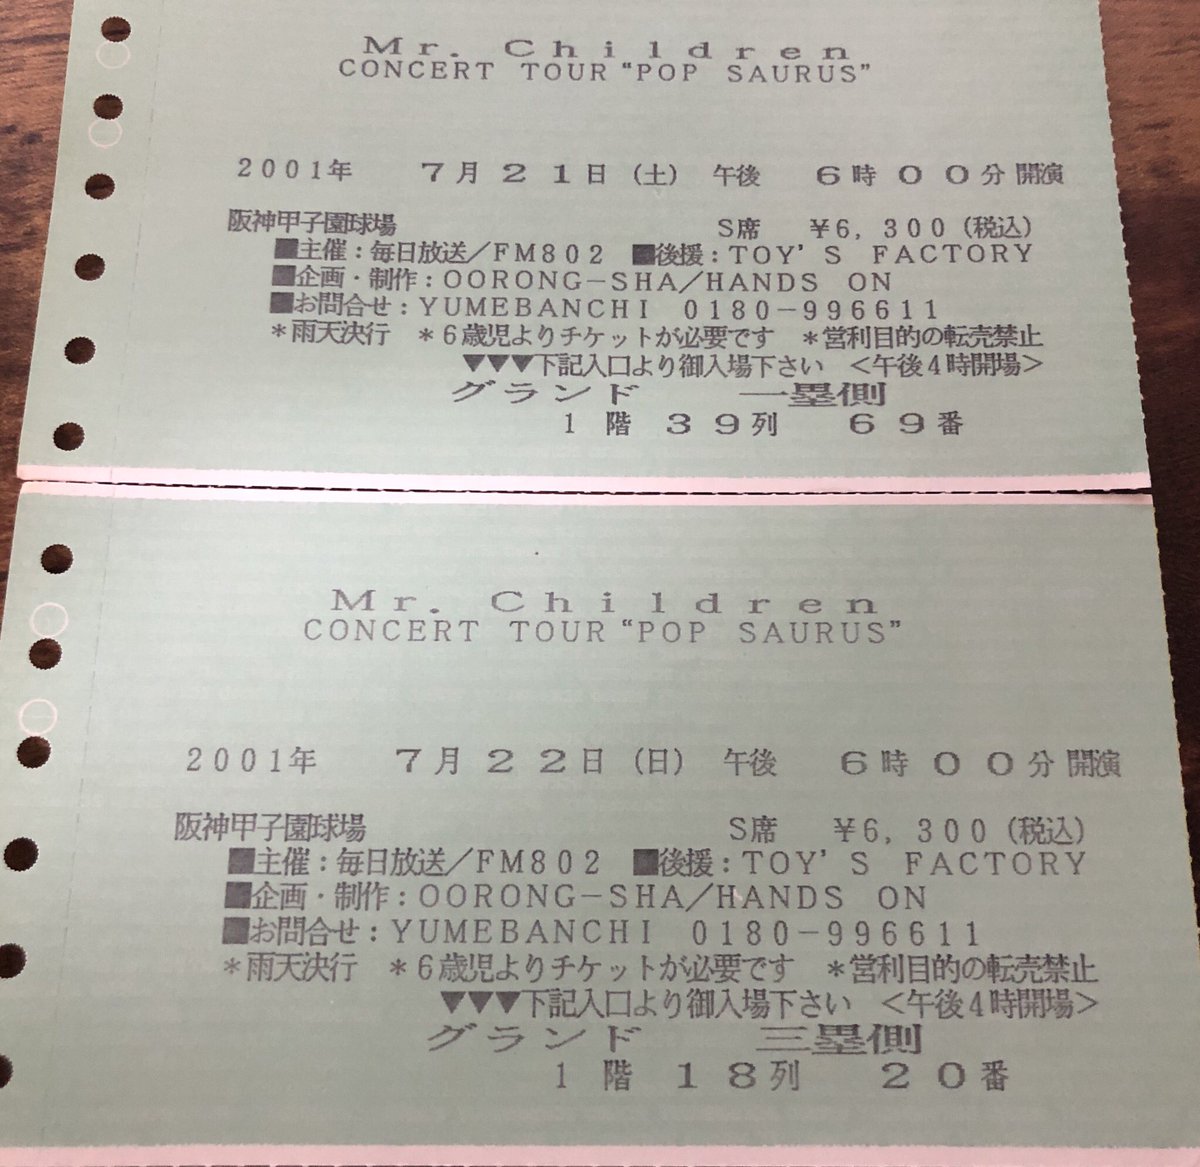 Mr. Children
CONCERT TOUR “POP SAURUS”
2001年 7月21日（土） 午後 6時00分 開演
阪神甲子園球場 S席 ￥6,300（税込）
■主催：毎日放送／FM802 ■後援：TOY'S FACTORY
■企画・制作：OORONG−SHA／HANDS ON
■お問合せ：YUMEBANCHI 0180−996611
＊雨天決行 ＊6歳児よりチケットが必要です ＊営利目的の転売禁止
▼▼▼下記入口より御入場下さい ＜午後4時開場＞
グランド 一塁側
1階 39列 69番
Mr. Children
CONCERT TOUR “POP SAURUS”
2001年 7月22日（日） 午後 6時00分 開演
阪神甲子園球場 S席 ￥6,300（税込）
■主催：毎日放送／FM802 ■後援：TOY'S FACTORY
■企画・制作：OORONG−SHA／HANDS ON
■お問合せ：YUMEBANCHI 0180−996611
＊雨天決行 ＊6歳児よりチケットが必要です ＊営利目的の転売禁止
▼▼▼下記入口より御入場下さい ＜午後4時開場＞
グランド 三塁側
1階 18列 20番